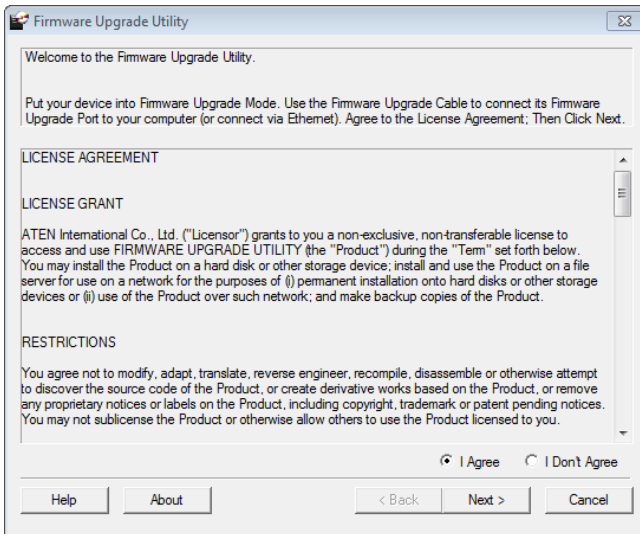 Firmware Upgrade Utility
Welcome to the Firmware Upgrade Utility.
Put your device into Firmware Upgrade Mode. Use the Firmware Upgrade Cable to connect its Firmware
Upgrade Port to your computer (or connect via Ethernet). Agree to the License Agreement; Then Click Next.
LICENSE AGREEMENT
LICENSE GRANT
ATEN International Co., Ltd. ("Licensor") grants to you a non-exclusive, non-transferable license to
access and use FIRMWARE UPGRADE UTILITY (the "Product") during the "Term" set forth below.
You may install the Product on a hard disk or other storage device; install and use the Product on a file
server for use on a network for the purposes of (i) permanent installation onto hard disks or other storage
devices or (ii) use of the Product over such network; and make backup copies of the Product.
RESTRICTIONS
You agree not to modify, adapt, translate, reverse engineer, recompile, disassemble or otherwise attempt
to discover the source code of the Product, or create derivative works based on the Product, or remove
any proprietary notices or labels on the Product, including copyright, trademark or patent pending notices.
You may not sublicense the Product or otherwise allow others to use the Product licensed to you.
I Agree I Don't Agree
Help About < Back Next > Cancel